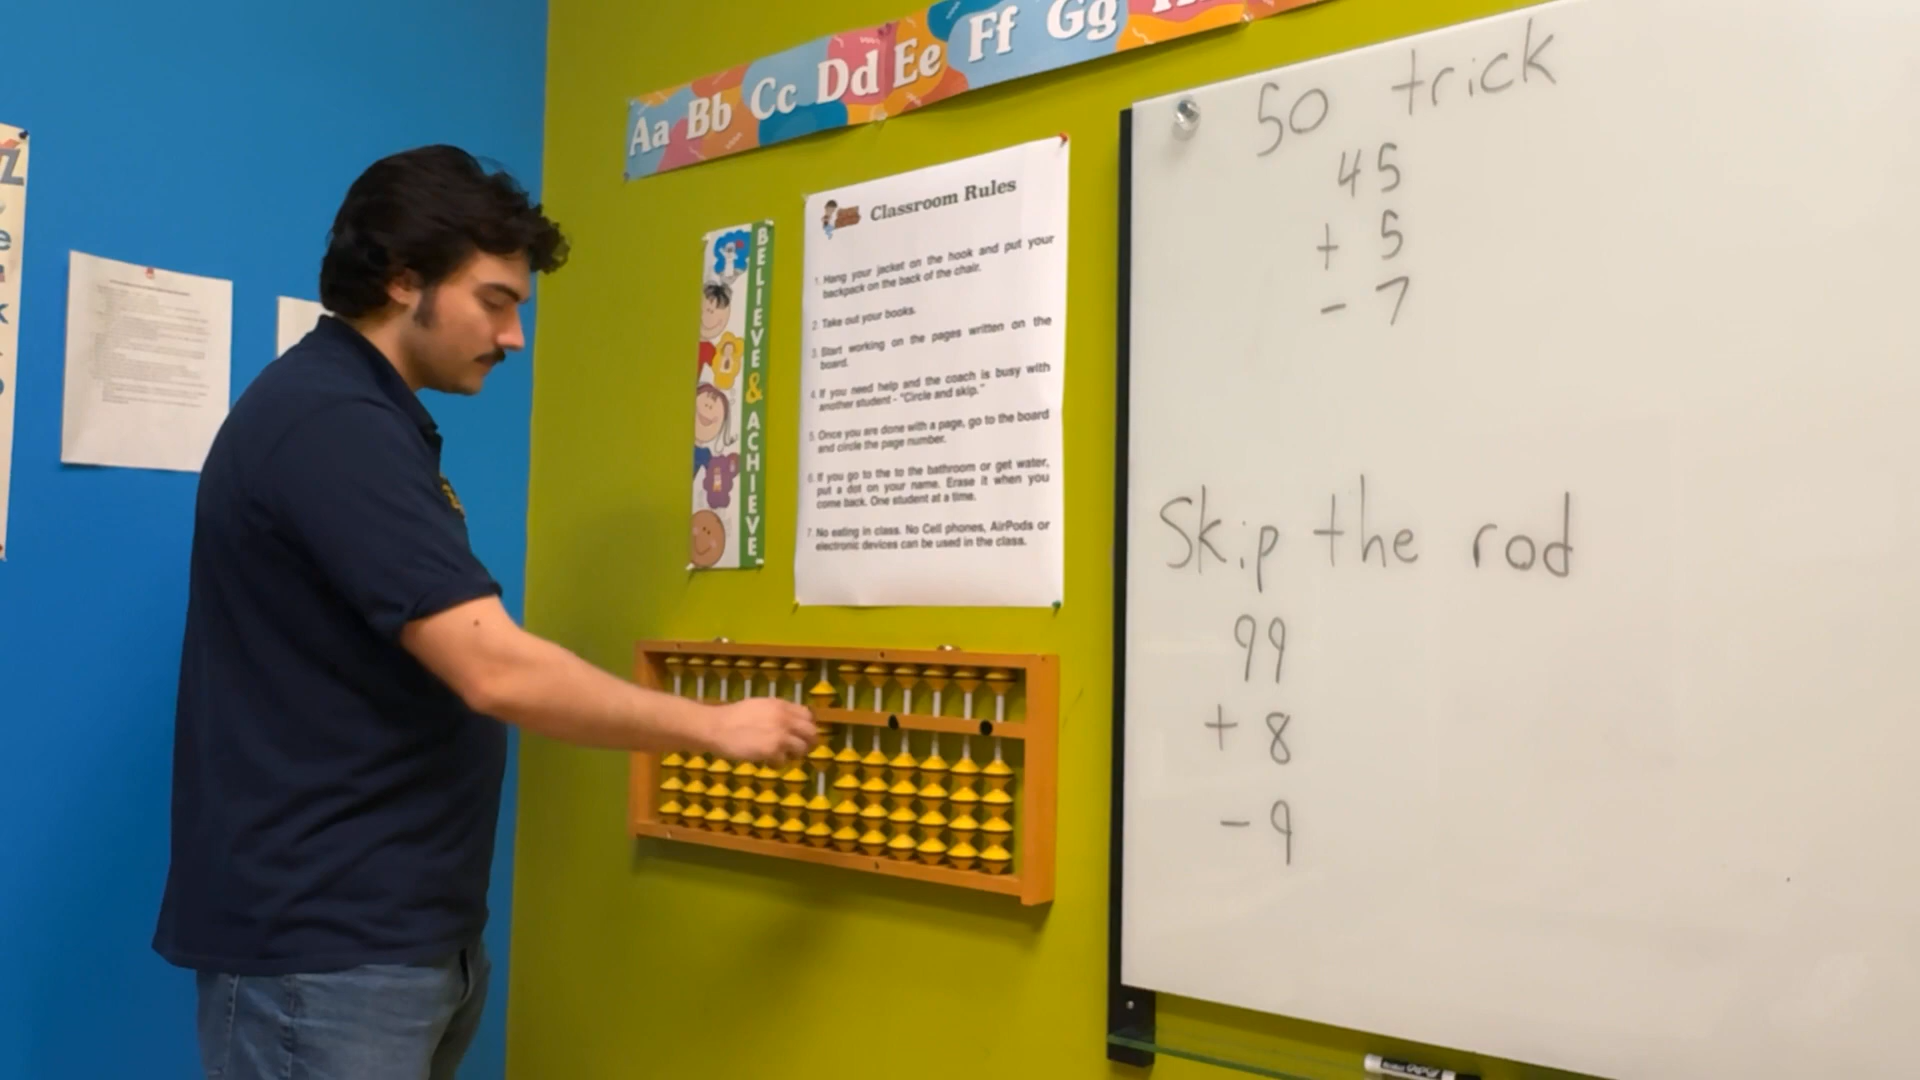 Aa Bb Cc Dd Ee Ff Gg
BELIEVE & ACHIEVE
Classroom Rules
1. Hang your jacket on the hook and put your
backpack on the back of the chair.
2. Take out your books.
3. Start working on the pages written on the
board.
4. If you need help and the coach is busy with
another student - "Circle and skip."
5. Once you are done with a page, go to the board
and circle the page number.
6. If you go to the to the bathroom or get water,
put a dot on your name. Erase it when you
come back. One student at a time.
7. No eating in class. No Cell phones, AirPods or
electronic devices can be used in the class.
50 trick
45
+ 5
- 7
Skip the rod
99
+ 8
- 9